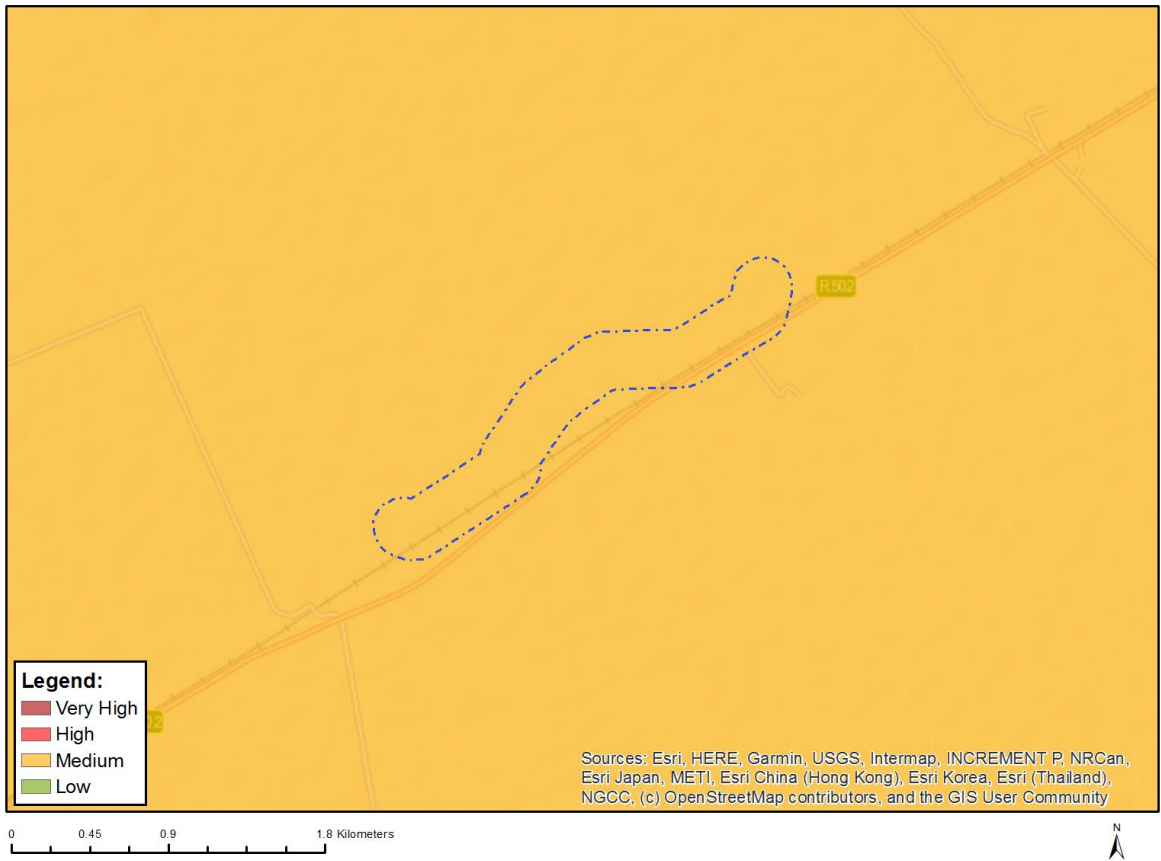 R502
02
Legend:
Very High
High
Medium
Low
Sources: Esri, HERE, Garmin, USGS, Intermap, INCREMENT P, NRCan,
Esri Japan, METI, Esri China (Hong Kong), Esri Korea, Esri (Thailand),
NGCC, (c) OpenStreetMap contributors, and the GIS User Community
0 0.45 0.9 1.8 Kilometers
N